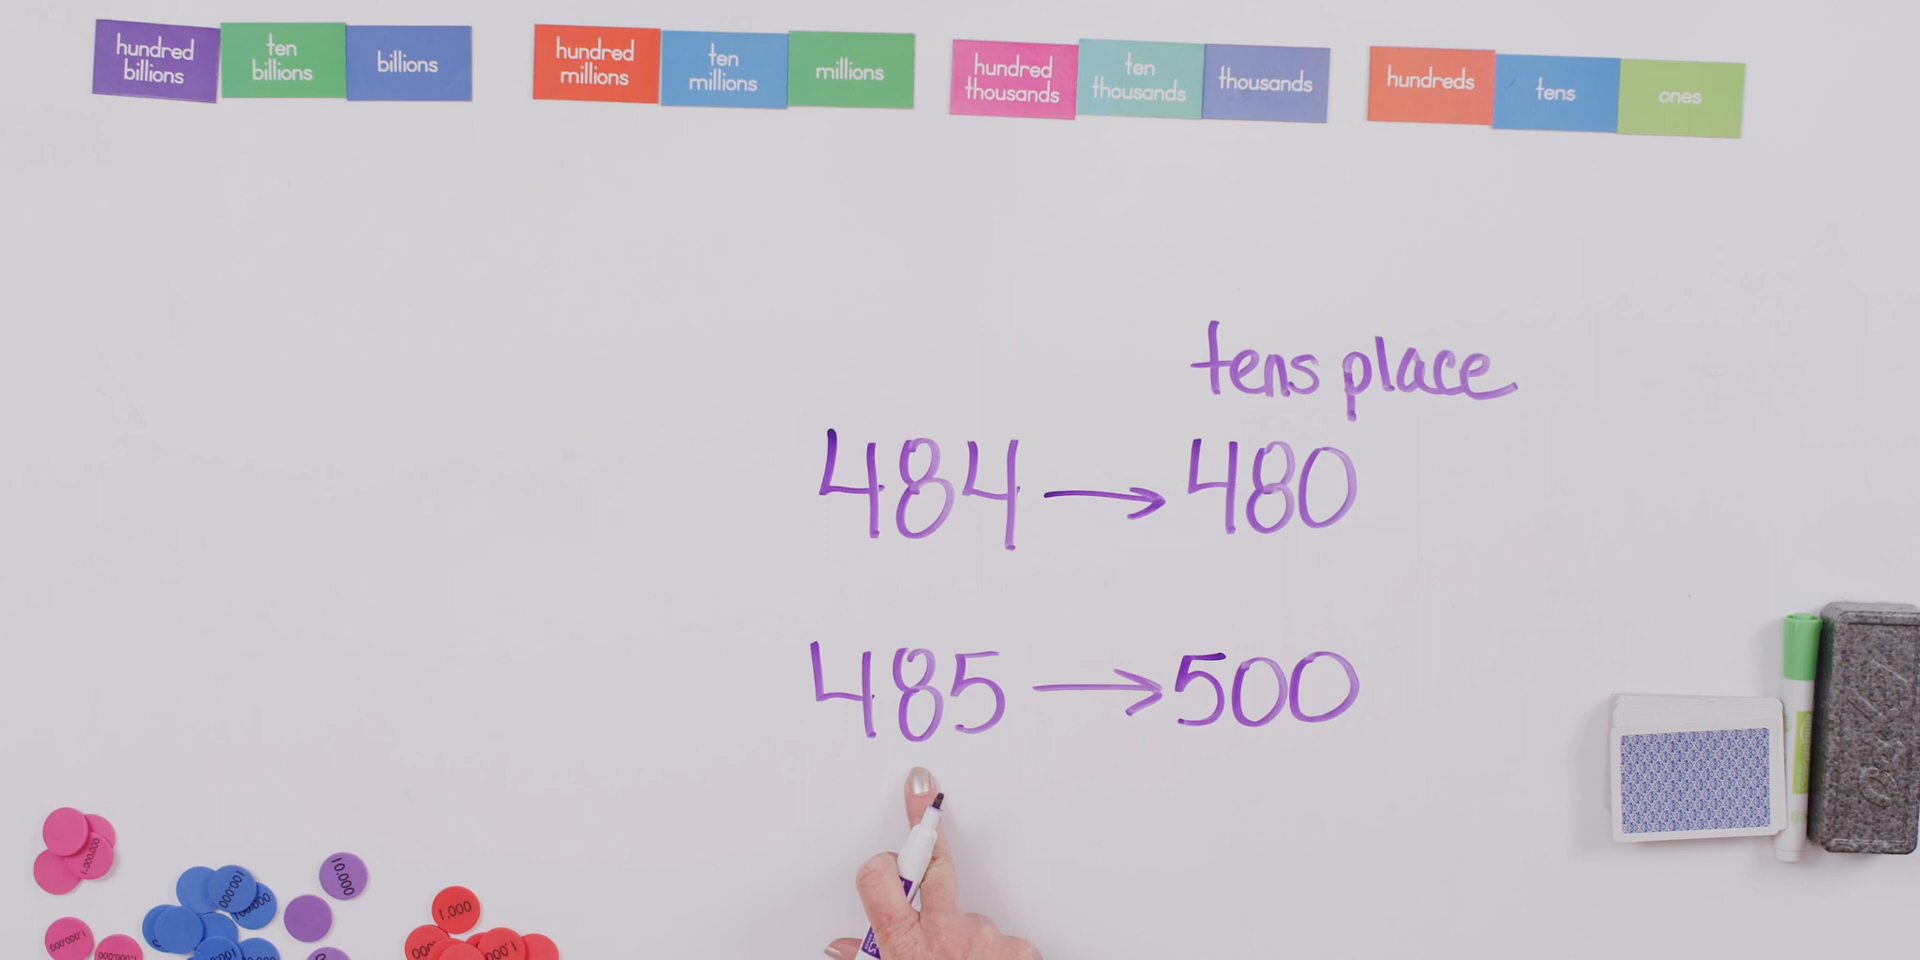 hundred billions
ten billions
billions
hundred millions
ten millions
millions
hundred thousands
ten thousands
thousands
hundreds
tens
ones
tens place
484 → 480
485 → 500
10,000
1,000